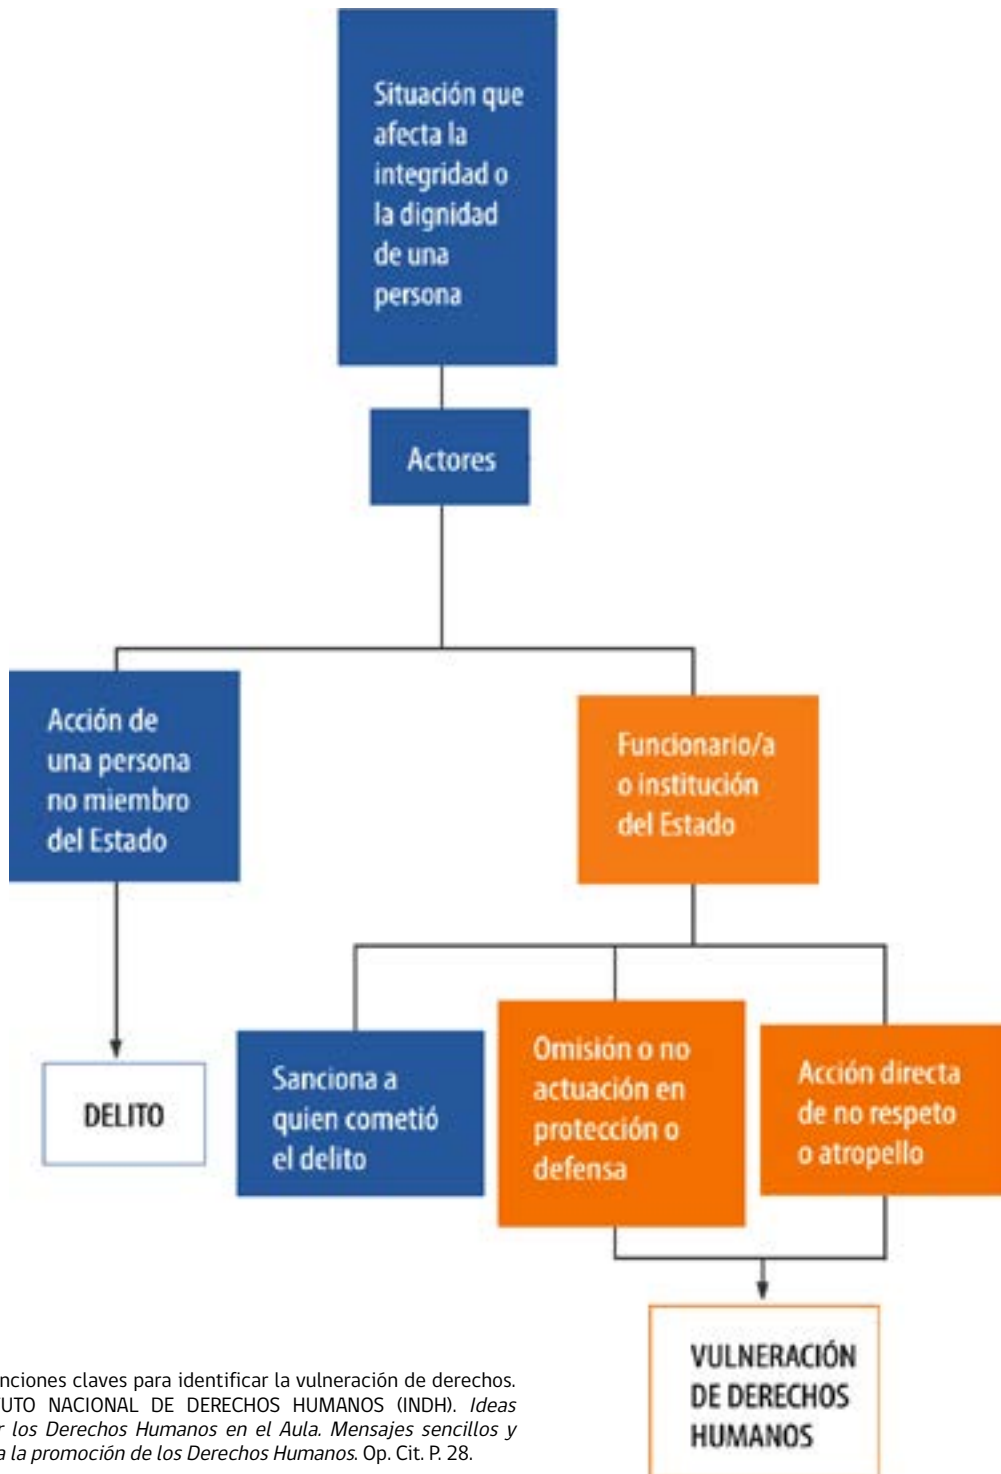 Situación que
afecta la
integridad o
la dignidad
de una
persona
Actores
Acción de
una persona
no miembro
del Estado
Funcionario/a
o institución
del Estado
DELITO
Sanciona a
quien cometió
el delito
Omisión o no
actuación en
protección o
defensa
Acción directa
de no respeto
o atropello
VULNERACIÓN
DE DERECHOS
HUMANOS
nciones claves para identificar la vulneración de derechos.
UTO NACIONAL DE DERECHOS HUMANOS (INDH). Ideas
r los Derechos Humanos en el Aula. Mensajes sencillos y
a la promoción de los Derechos Humanos. Op. Cit. P. 28.